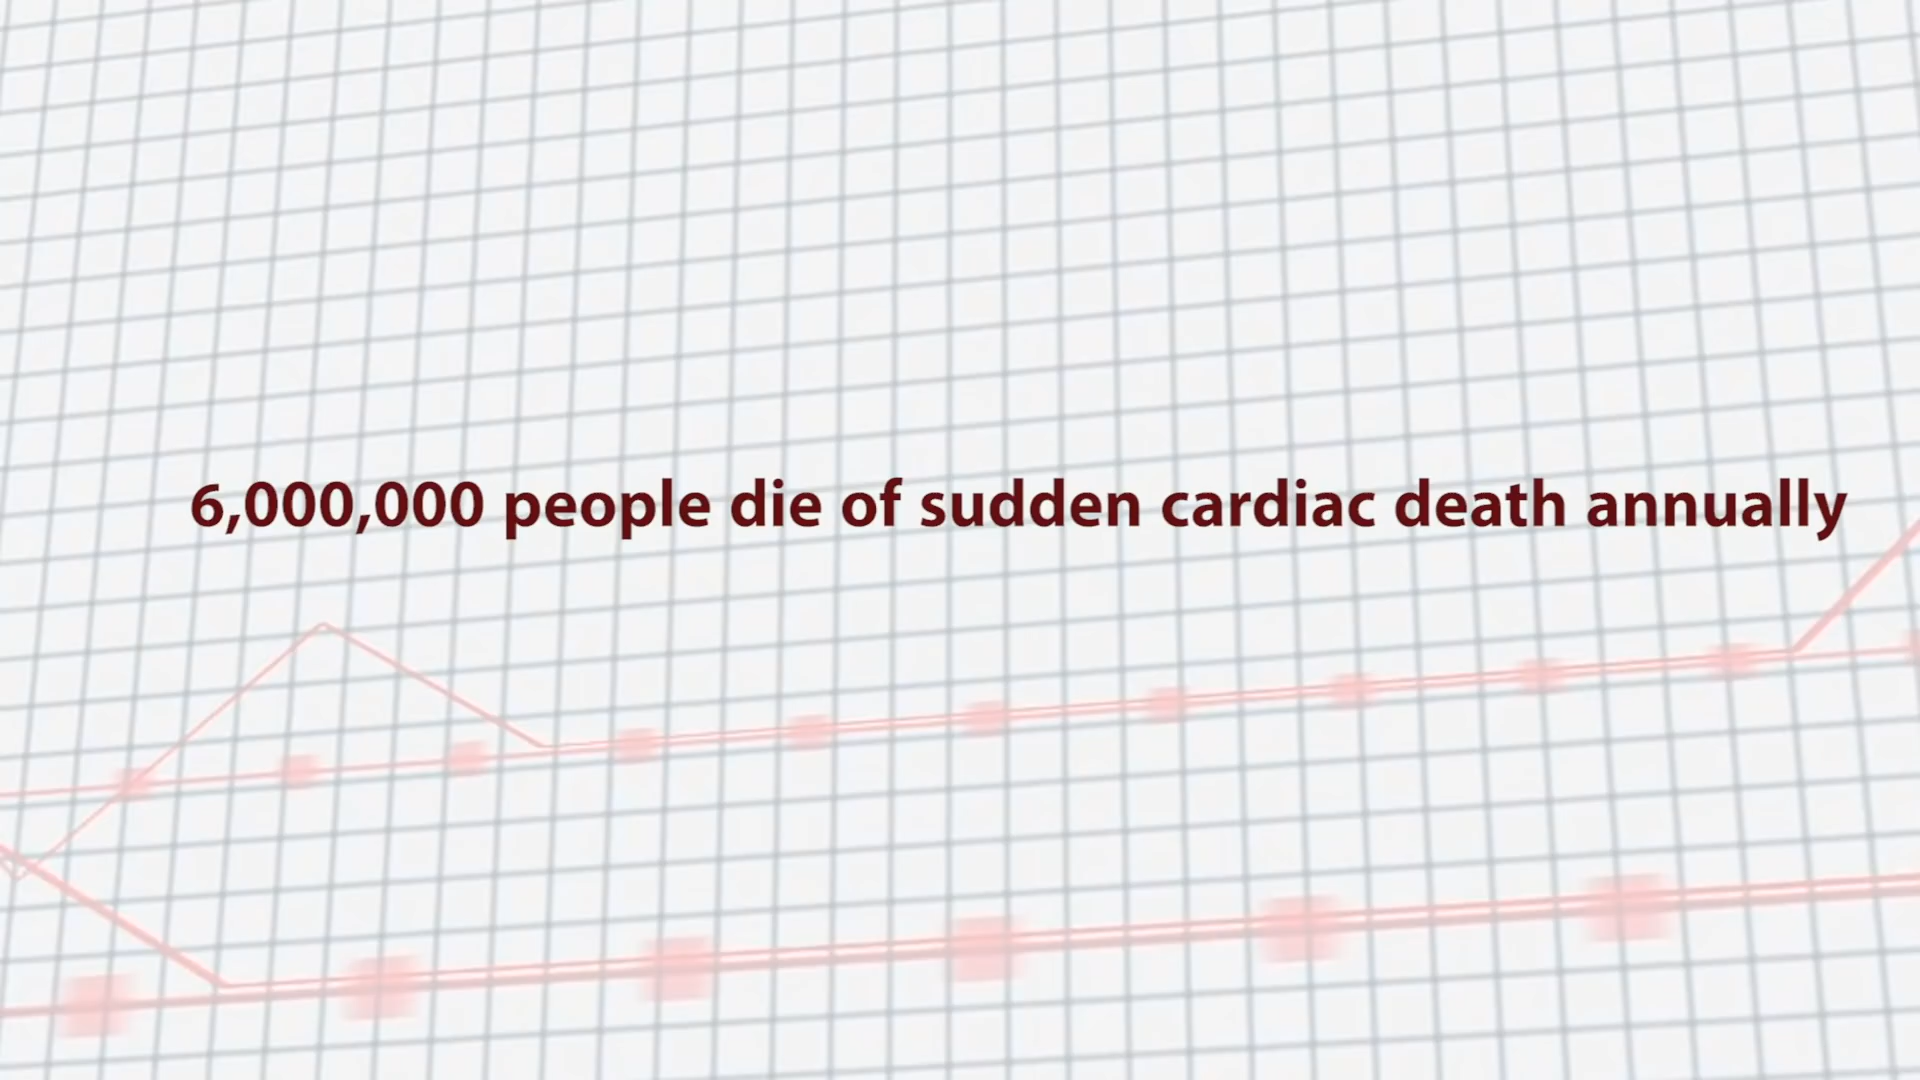 6,000,000 people die of sudden cardiac death annually